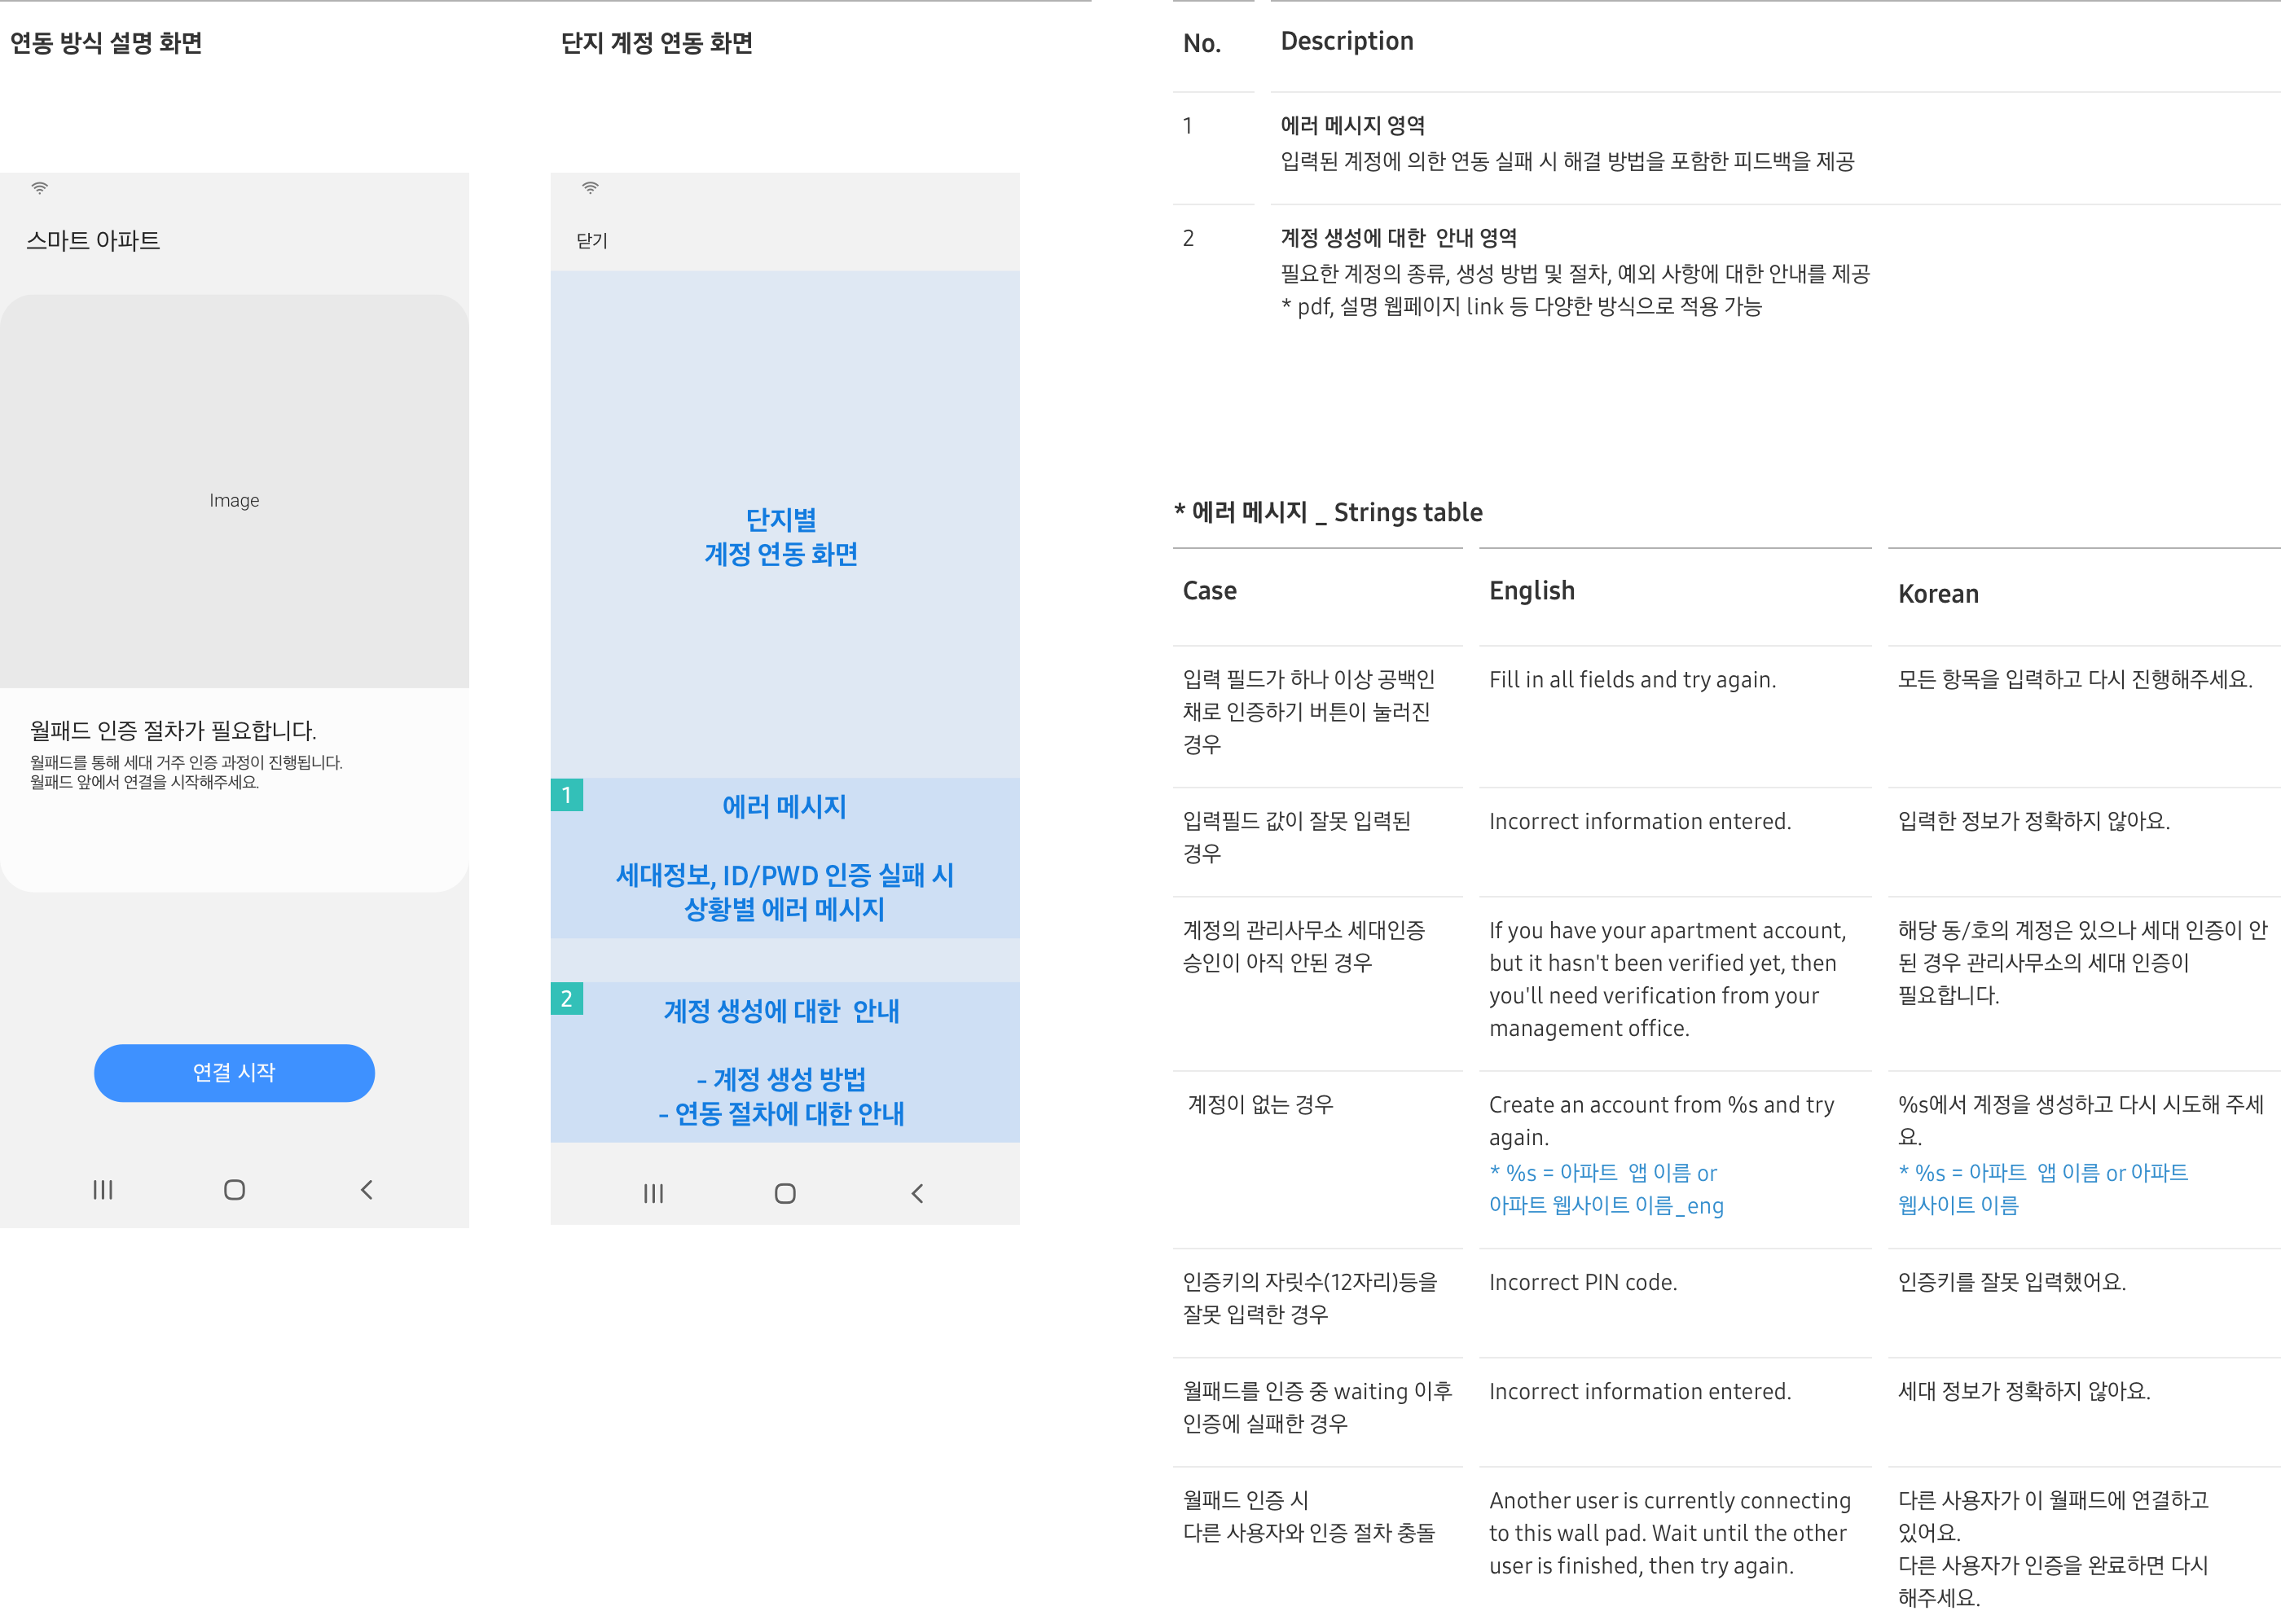 연동 방식 설명 화면
단지 계정 연동 화면
스마트 아파트
Image
월패드 인증 절차가 필요합니다.
월패드를 통해 세대 거주 인증 과정이 진행됩니다.
월패드 앞에서 연결을 시작해주세요.
연결 시작
닫기
단지별
계정 연동 화면
1
에러 메시지
세대정보, ID/PWD 인증 실패 시
상황별 에러 메시지
2
계정 생성에 대한 안내
- 계정 생성 방법
- 연동 절차에 대한 안내
No.
Description
1
에러 메시지 영역
입력된 계정에 의한 연동 실패 시 해결 방법을 포함한 피드백을 제공
2
계정 생성에 대한 안내 영역
필요한 계정의 종류, 생성 방법 및 절차, 예외 사항에 대한 안내를 제공
* pdf, 설명 웹페이지 link 등 다양한 방식으로 적용 가능
* 에러 메시지 _ Strings table
Case
English
Korean
입력 필드가 하나 이상 공백인
채로 인증하기 버튼이 눌러진
경우
Fill in all fields and try again.
모든 항목을 입력하고 다시 진행해주세요.
입력필드 값이 잘못 입력된
경우
Incorrect information entered.
입력한 정보가 정확하지 않아요.
계정의 관리사무소 세대인증
승인이 아직 안된 경우
If you have your apartment account,
but it hasn't been verified yet, then
you'll need verification from your
management office.
해당 동/호의 계정은 있으나 세대 인증이 안
된 경우 관리사무소의 세대 인증이
필요합니다.
계정이 없는 경우
Create an account from %s and try
again.
* %s = 아파트 앱 이름 or
아파트 웹사이트 이름_eng
%s에서 계정을 생성하고 다시 시도해 주세
요.
* %s = 아파트 앱 이름 or 아파트
웹사이트 이름
인증키의 자릿수(12자리)등을
잘못 입력한 경우
Incorrect PIN code.
인증키를 잘못 입력했어요.
월패드를 인증 중 waiting 이후
인증에 실패한 경우
Incorrect information entered.
세대 정보가 정확하지 않아요.
월패드 인증 시
다른 사용자와 인증 절차 충돌
Another user is currently connecting
to this wall pad. Wait until the other
user is finished, then try again.
다른 사용자가 이 월패드에 연결하고
있어요.
다른 사용자가 인증을 완료하면 다시
해주세요.